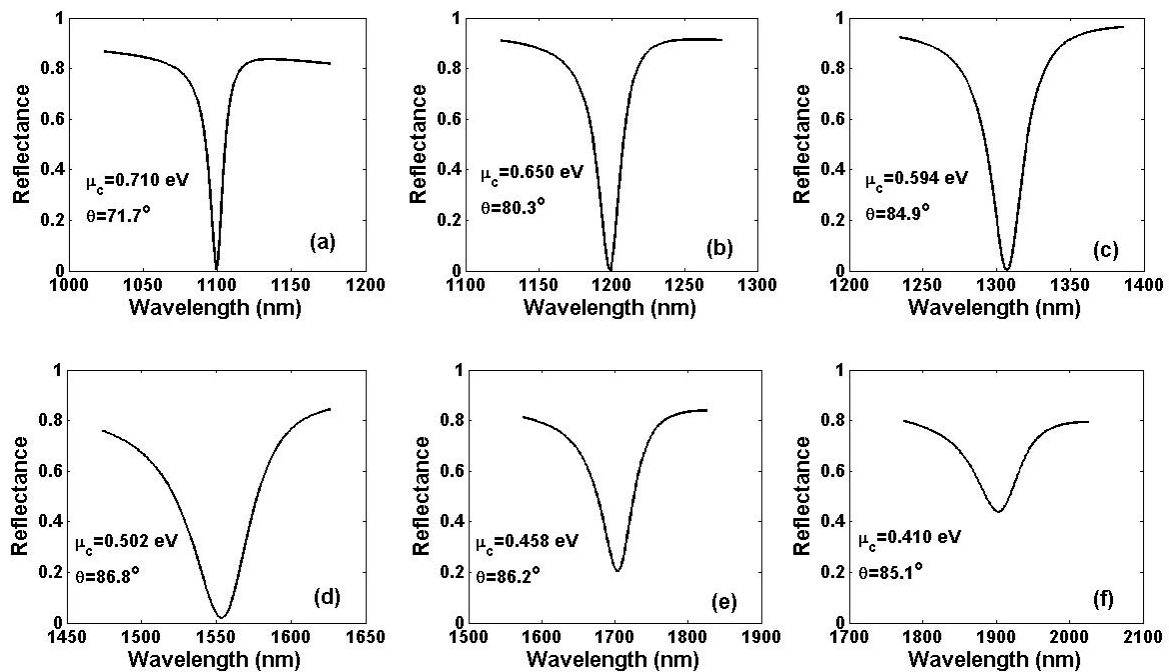 1
0.8
0.6
0.4
0.2
0
Reflectance
μc=0.710 eV
θ=71.7°
(a)
1000 1050 1100 1150 1200
Wavelength (nm)
1
0.8
0.6
0.4
0.2
0
Reflectance
μc=0.650 eV
θ=80.3°
(b)
1100 1150 1200 1250 1300
Wavelength (nm)
1
0.8
0.6
0.4
0.2
0
Reflectance
μc=0.594 eV
θ=84.9°
(c)
1200 1250 1300 1350 1400
Wavelength (nm)
1
0.8
0.6
0.4
0.2
0
Reflectance
μc=0.502 eV
θ=86.8°
(d)
1450 1500 1550 1600 1650
Wavelength (nm)
1
0.8
0.6
0.4
0.2
0
Reflectance
μc=0.458 eV
θ=86.2°
(e)
1500 1600 1700 1800 1900
Wavelength (nm)
1
0.8
0.6
0.4
0.2
0
Reflectance
μc=0.410 eV
θ=85.1°
(f)
1700 1800 1900 2000 2100
Wavelength (nm)